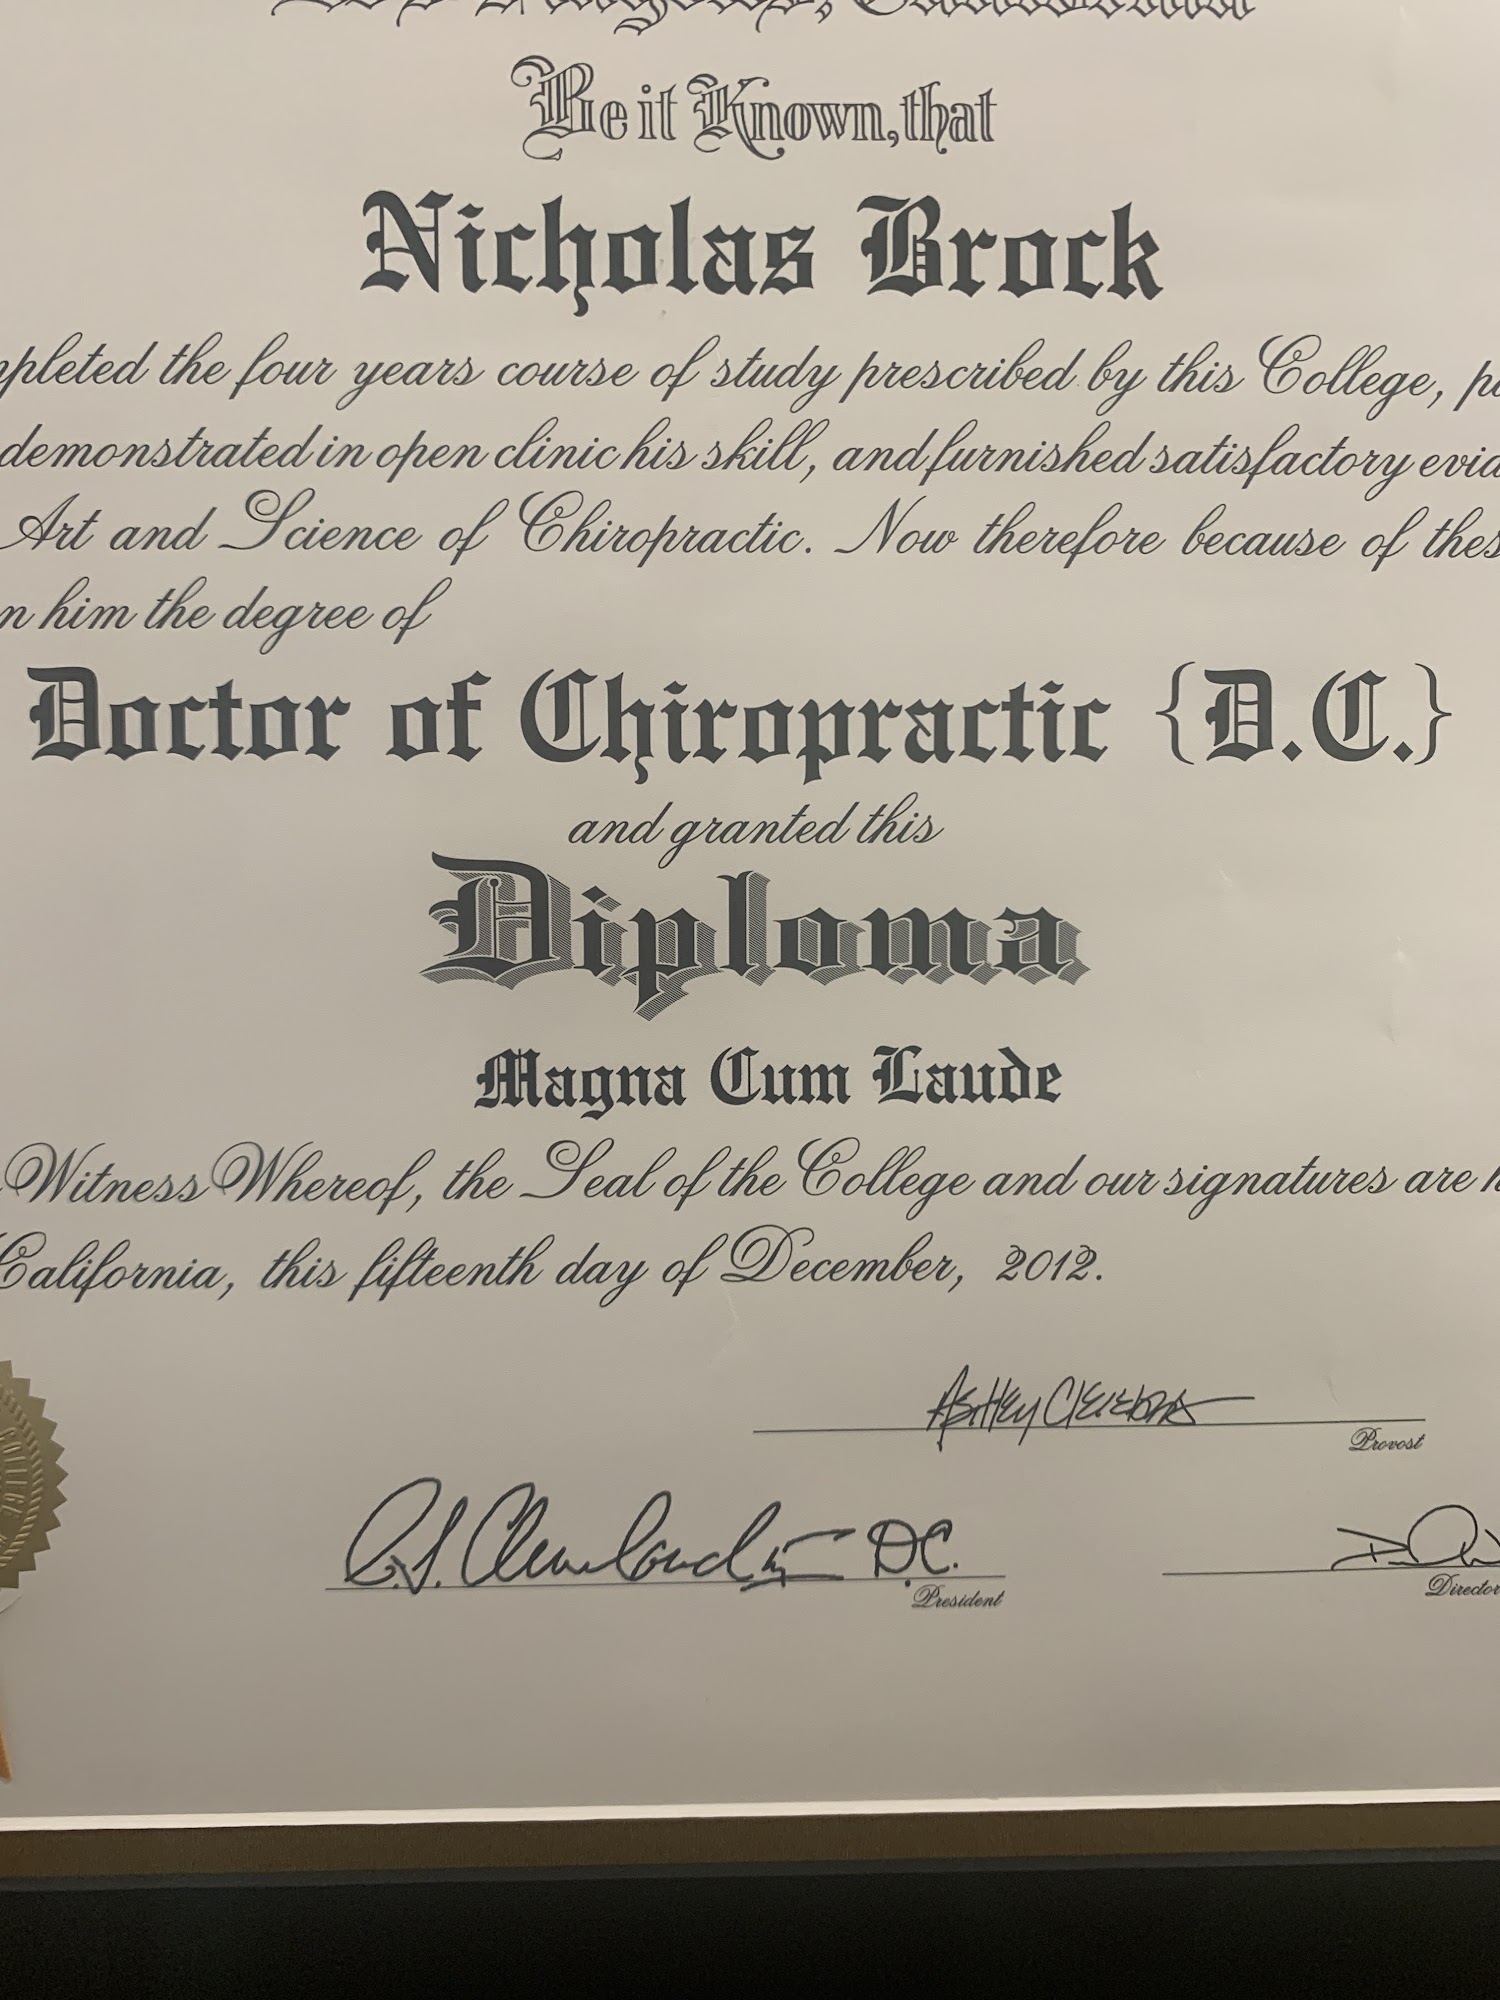 Be it Known, that
Nicholas Brock
the four years course of study prescribed by this College,
demonstrated in open clinic his skill, and furnished satisfactory
Art and Science of Chiropractic. Now therefore because of
him the degree of
Doctor of Chiropractic {D.C.}
and granted this
Diploma
Magna Cum Laude
Witness Whereof, the Seal of the College and our signatures are
California, this fifteenth day of December, 2012.
Provost
D.C.
President
Director
COLLEGE